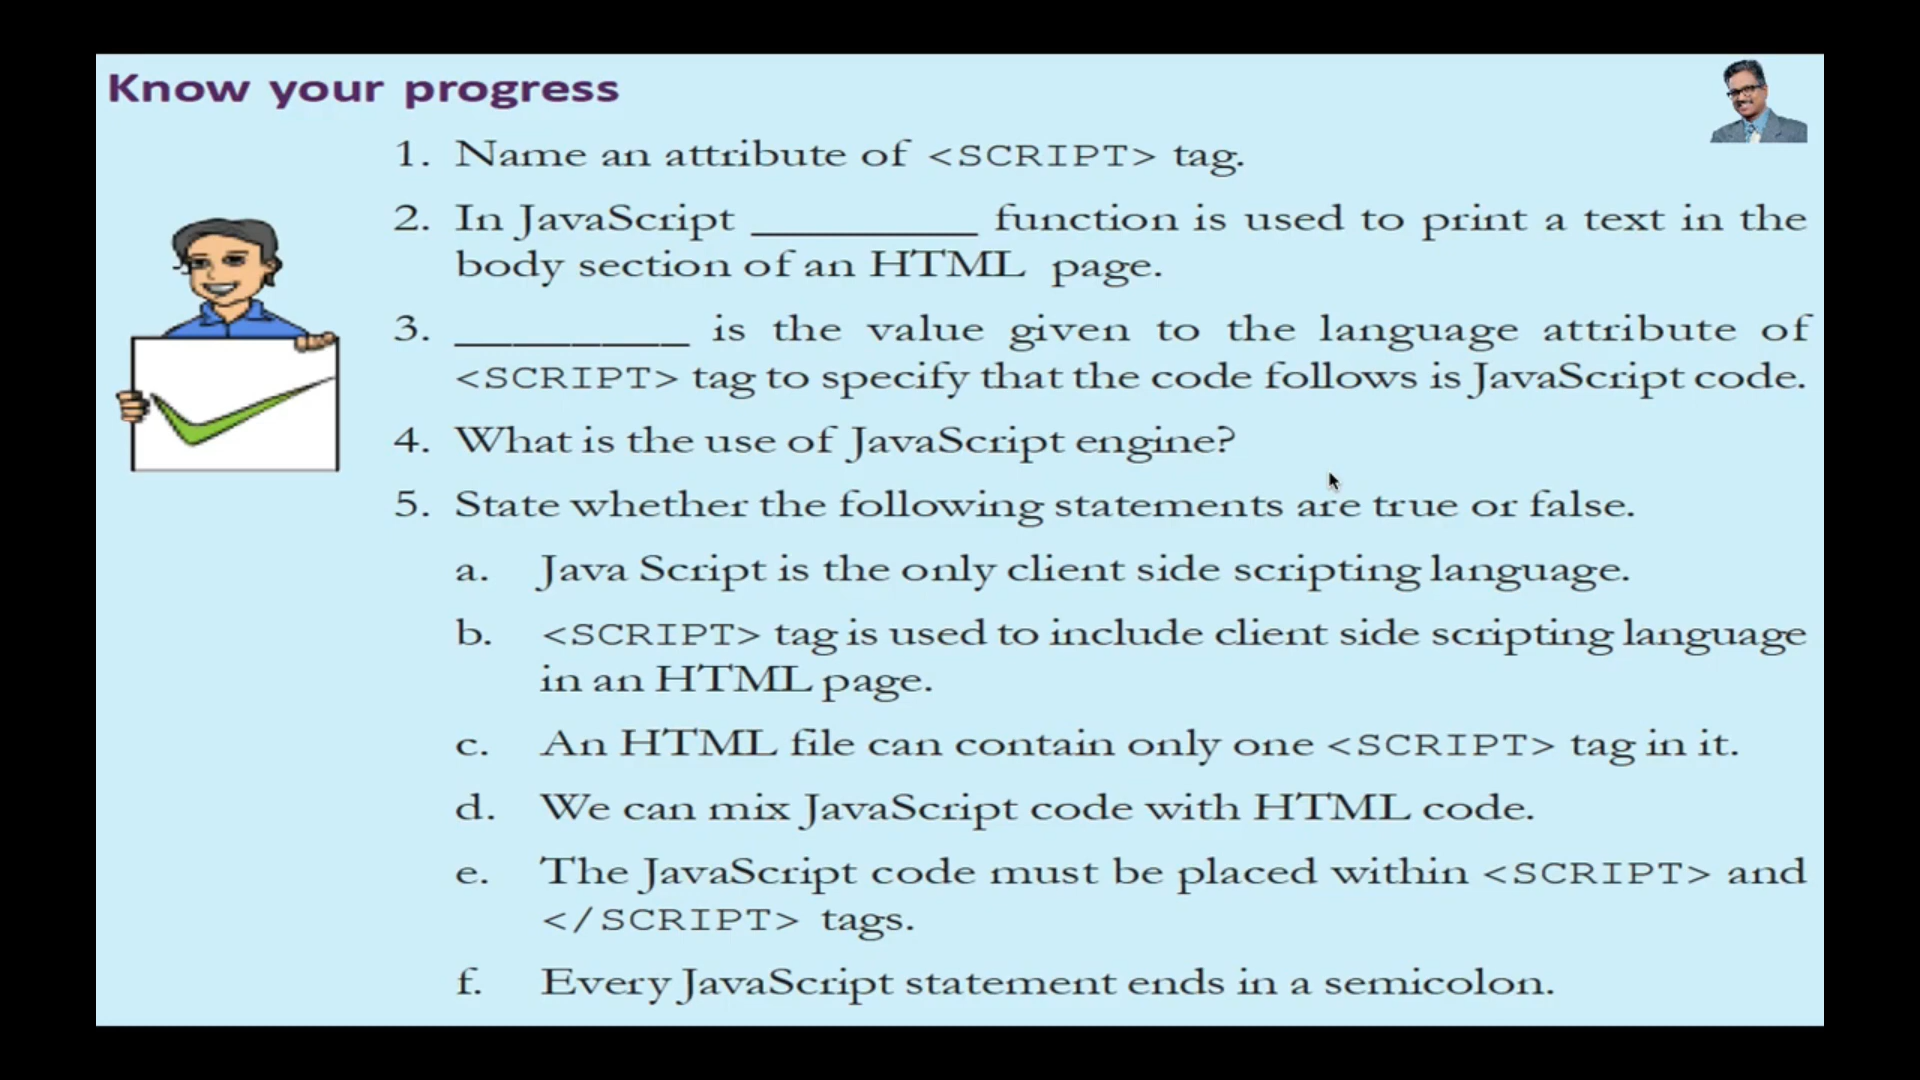 Know your progress
1. Name an attribute of <SCRIPT> tag.
2. In JavaScript __________ function is used to print a text in the
body section of an HTML page.
3. __________ is the value given to the language attribute of
<SCRIPT> tag to specify that the code follows is JavaScript code.
4. What is the use of JavaScript engine?
5. State whether the following statements are true or false.
a. Java Script is the only client side scripting language.
b. <SCRIPT> tag is used to include client side scripting language
in an HTML page.
c. An HTML file can contain only one <SCRIPT> tag in it.
d. We can mix JavaScript code with HTML code.
e. The JavaScript code must be placed within <SCRIPT> and
</SCRIPT> tags.
f. Every JavaScript statement ends in a semicolon.